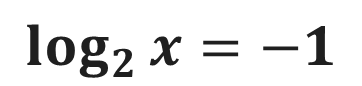 log₂ x = −1